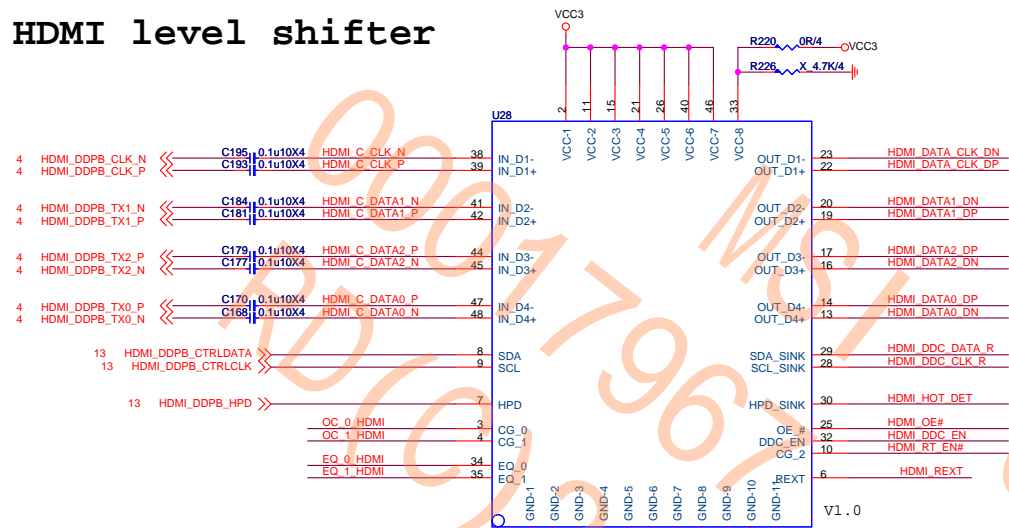 HDMI level shifter
VCC3
R220 0R/4 VCC3
R226 X_4.7K/4
2 11 15 21 26 40 46 33
U28
VCC-1 VCC-2 VCC-3 VCC-4 VCC-5 VCC-6 VCC-7 VCC-8
4 HDMI_DDPB_CLK_N C195 0.1u10X4 HDMI_C_CLK_N 38 IN_D1- OUT_D1- 23 HDMI_DATA_CLK_DN
4 HDMI_DDPB_CLK_P C193 0.1u10X4 HDMI_C_CLK_P 39 IN_D1+ OUT_D1+ 22 HDMI_DATA_CLK_DP
4 HDMI_DDPB_TX1_N C184 0.1u10X4 HDMI_C_DATA1_N 41 IN_D2- OUT_D2- 20 HDMI_DATA1_DN
4 HDMI_DDPB_TX1_P C181 0.1u10X4 HDMI_C_DATA1_P 42 IN_D2+ OUT_D2+ 19 HDMI_DATA1_DP
4 HDMI_DDPB_TX2_P C179 0.1u10X4 HDMI_C_DATA2_P 44 IN_D3- OUT_D3- 17 HDMI_DATA2_DP
4 HDMI_DDPB_TX2_N C177 0.1u10X4 HDMI_C_DATA2_N 45 IN_D3+ OUT_D3+ 16 HDMI_DATA2_DN
4 HDMI_DDPB_TX0_P C170 0.1u10X4 HDMI_C_DATA0_P 47 IN_D4- OUT_D4- 14 HDMI_DATA0_DP
4 HDMI_DDPB_TX0_N C168 0.1u10X4 HDMI_C_DATA0_N 48 IN_D4+ OUT_D4+ 13 HDMI_DATA0_DN
13 HDMI_DDPB_CTRLDATA 8 SDA SDA_SINK 29 HDMI_DDC_DATA_R
13 HDMI_DDPB_CTRLCLK 9 SCL SCL_SINK 28 HDMI_DDC_CLK_R
13 HDMI_DDPB_HPD 7 HPD HPD_SINK 30 HDMI_HOT_DET
OC_0_HDMI 3 CG_0 OE_# 25 HDMI_OE#
OC_1_HDMI 4 CG_1 DDC_EN 32 HDMI_DDC_EN
CG_2 10 HDMI_RT_EN#
EQ_0_HDMI 34 EQ_0
EQ_1_HDMI 35 EQ_1 REXT 6 HDMI_REXT
GND-1 GND-2 GND-3 GND-4 GND-5 GND-6 GND-7 GND-8 GND-9 GND-10 GND-11
V1.0
MSI
00017967
RD(C)